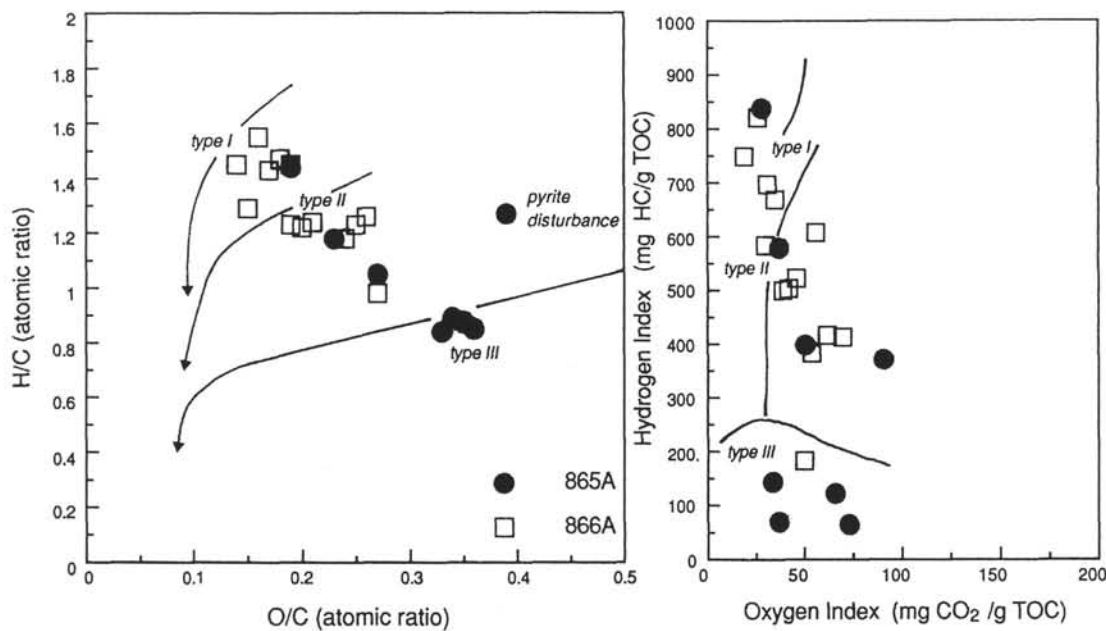 2
1.8
1.6
1.4
1.2
1
0.8
0.6
0.4
0.2
0
H/C (atomic ratio)
type I
type II
pyrite
disturbance
type III
865A
866A
0
0.1
0.2
0.3
0.4
0.5
O/C (atomic ratio)
1000
900
800
700
600
500
400
300
200.
100
0
Hydrogen Index (mg HC/g TOC)
type I
type II
type III
0
50
100
150
200
Oxygen Index (mg CO2 /g TOC)